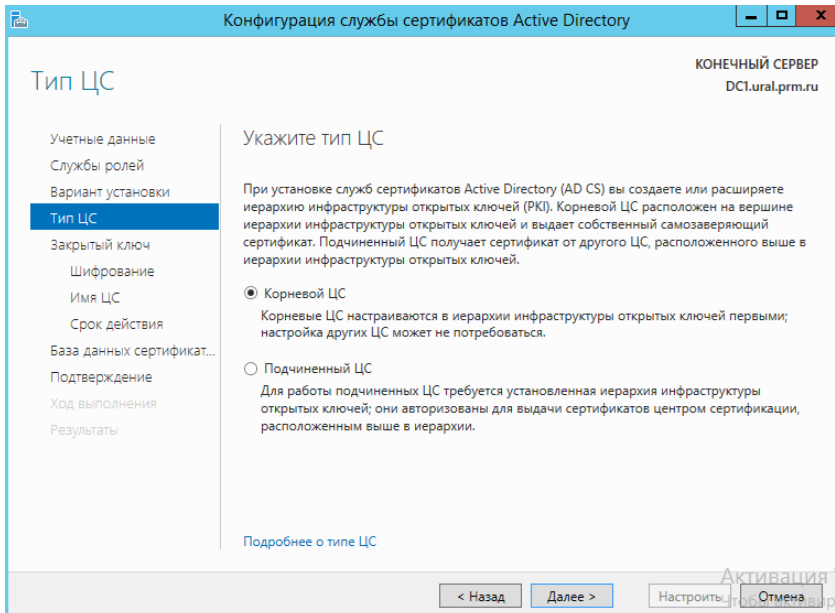 Конфигурация службы сертификатов Active Directory
Тип ЦС
КОНЕЧНЫЙ СЕРВЕР
DC1.ural.prm.ru
Учетные данные
Службы ролей
Вариант установки
Тип ЦС
Закрытый ключ
Шифрование
Имя ЦС
Срок действия
База данных сертификат...
Подтверждение
Ход выполнения
Результаты
Укажите тип ЦС
При установке служб сертификатов Active Directory (AD CS) вы создаете или расширяете
иерархию инфраструктуры открытых ключей (PKI). Корневой ЦС расположен на вершине
иерархии инфраструктуры открытых ключей и выдает собственный самозаверяющий
сертификат. Подчиненный ЦС получает сертификат от другого ЦС, расположенного выше в
иерархии инфраструктуры открытых ключей.
Корневой ЦС
Корневые ЦС настраиваются в иерархии инфраструктуры открытых ключей первыми;
настройка других ЦС может не потребоваться.
Подчиненный ЦС
Для работы подчиненных ЦС требуется установленная иерархия инфраструктуры
открытых ключей; они авторизованы для выдачи сертификатов центром сертификации,
расположенным выше в иерархии.
Подробнее о типе ЦС
Активация
< Назад
Далее >
Настроить
Отмена